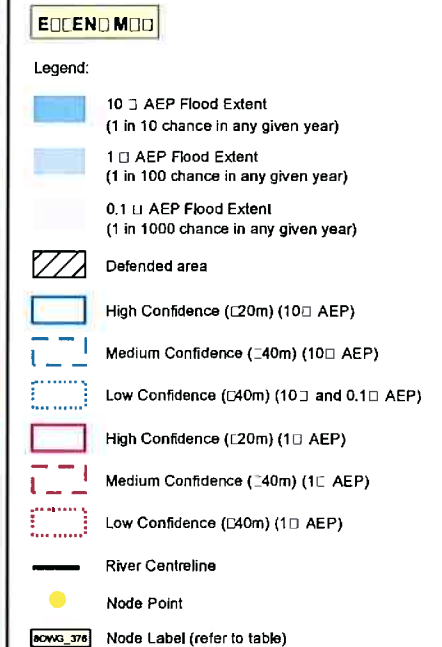 E□□EN□ M□□
Legend:
10 □ AEP Flood Extent
(1 in 10 chance in any given year)
1 □ AEP Flood Extent
(1 in 100 chance in any given year)
0.1 □ AEP Flood Extent
(1 in 1000 chance in any given year)
Defended area
High Confidence (□20m) (10□ AEP)
Medium Confidence (□40m) (10□ AEP)
Low Confidence (□40m) (10□ and 0.1□ AEP)
High Confidence (□20m) (1□ AEP)
Medium Confidence (□40m) (1□ AEP)
Low Confidence (□40m) (1□ AEP)
River Centreline
Node Point
Node Label (refer to table)